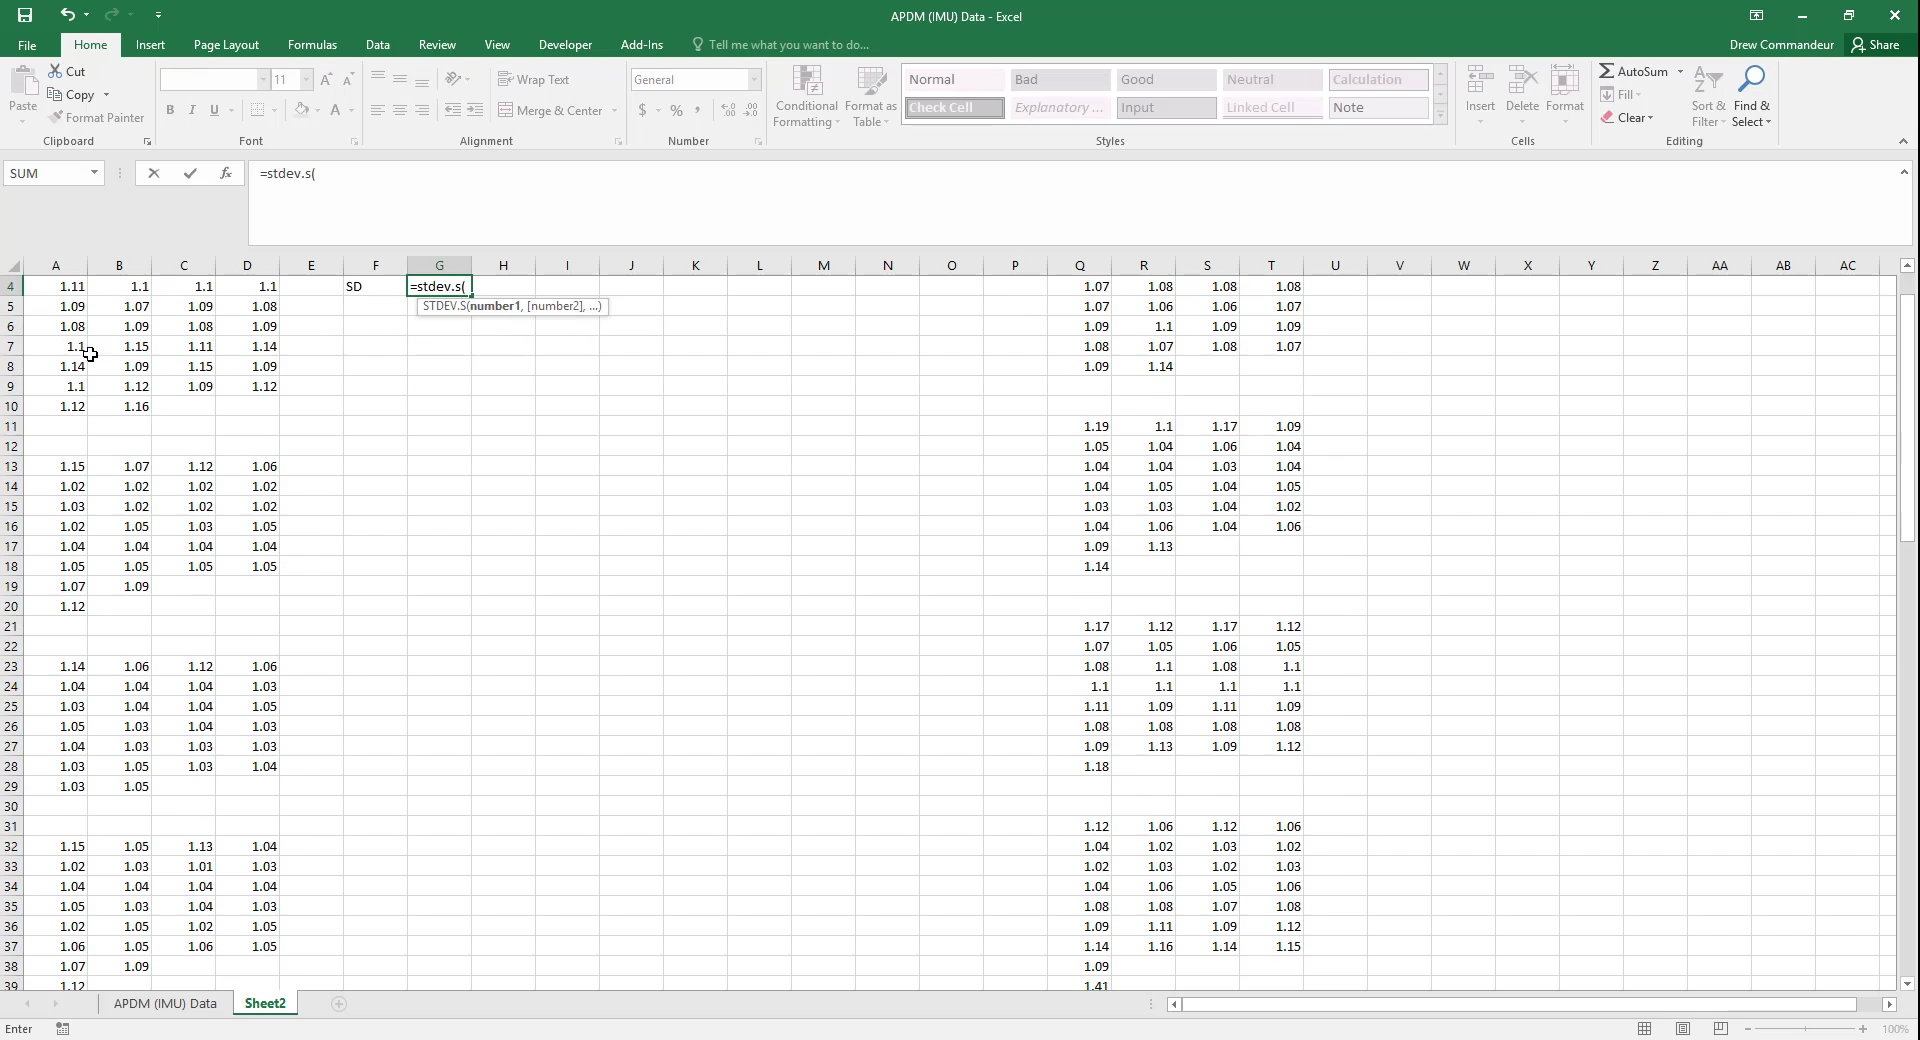 APDM (IMU) Data - Excel
File Home Insert Page Layout Formulas Data Review View Developer Add-Ins Tell me what you want to do... Drew Commandeur Share
Paste
Cut
Copy
Format Painter
Clipboard
11
B I U
Font
Wrap Text
Merge & Center
Alignment
General
$ % ,
Number
Conditional Formatting
Format as Table
Normal Bad Good Neutral Calculation
Check Cell Explanatory ... Input Linked Cell Note
Styles
Insert Delete Format
Cells
AutoSum
Fill
Clear
Sort & Filter
Find & Select
Editing
SUM fx =stdev.s(
A B C D E F G H I J K L M N O P Q R S T U V W X Y Z AA AB AC
4 1.11 1.1 1.1 1.1 SD =stdev.s( 1.07 1.08 1.08 1.08
5 1.09 1.07 1.09 1.08 STDEV.S(number1, [number2], ...) 1.07 1.06 1.06 1.07
6 1.08 1.09 1.08 1.09 1.09 1.1 1.09 1.09
7 1.1 1.15 1.11 1.14 1.08 1.07 1.08 1.07
8 1.14 1.09 1.15 1.09 1.09 1.14
9 1.1 1.12 1.09 1.12
10 1.12 1.16
11 1.19 1.1 1.17 1.09
12 1.05 1.04 1.06 1.04
13 1.15 1.07 1.12 1.06 1.04 1.04 1.03 1.04
14 1.02 1.02 1.02 1.02 1.04 1.05 1.04 1.05
15 1.03 1.02 1.02 1.02 1.03 1.03 1.04 1.02
16 1.02 1.05 1.03 1.05 1.04 1.06 1.04 1.06
17 1.04 1.04 1.04 1.04 1.09 1.13
18 1.05 1.05 1.05 1.05 1.14
19 1.07 1.09
20 1.12
21 1.17 1.12 1.17 1.12
22 1.07 1.05 1.06 1.05
23 1.14 1.06 1.12 1.06 1.08 1.1 1.08 1.1
24 1.04 1.04 1.04 1.03 1.1 1.1 1.1 1.1
25 1.03 1.04 1.04 1.05 1.11 1.09 1.11 1.09
26 1.05 1.03 1.04 1.03 1.08 1.08 1.08 1.08
27 1.04 1.03 1.03 1.03 1.09 1.13 1.09 1.12
28 1.03 1.05 1.03 1.04 1.18
29 1.03 1.05
30
31 1.12 1.06 1.12 1.06
32 1.15 1.05 1.13 1.04 1.04 1.02 1.03 1.02
33 1.02 1.03 1.01 1.03 1.02 1.03 1.02 1.03
34 1.04 1.04 1.04 1.04 1.04 1.06 1.05 1.06
35 1.05 1.03 1.04 1.03 1.08 1.08 1.07 1.08
36 1.02 1.05 1.02 1.05 1.09 1.11 1.09 1.12
37 1.06 1.05 1.06 1.05 1.14 1.16 1.14 1.15
38 1.07 1.09 1.09
39 1.12 1.41
APDM (IMU) Data Sheet2
Enter 100%